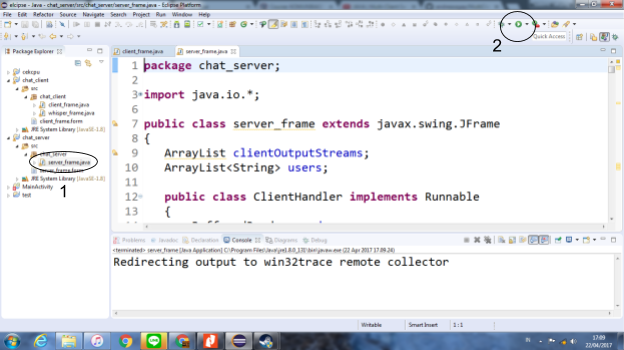 elcipse - chat_server/src/chat_server/server_frame.java - Eclipse Platform
File Edit Refactor Source Navigate Search Project Run Window Help
2
Quick Access
Package Explorer
cekcpu
chat_client
src
chat_client
client_frame.java
whisper_frame.java
client_frame.form
JRE System Library [JavaSE-1.8]
chat_server
src
chat_server
server_frame.java
server_frame.form
JRE System Library [JavaSE-1.8]
MainActivity
test
1
client_frame.java server_frame.java
1 package chat_server;
2
3 import java.io.*;
6
7 public class server_frame extends javax.swing.JFrame
8 {
9 ArrayList clientOutputStreams;
10 ArrayList<String> users;
11
12 public class ClientHandler implements Runnable
13 {
Problems Javadoc Declaration Console Progress Debug
<terminated> server_frame [Java Application] C:\Program Files\Java\jre1.8.0_131\bin\javaw.exe (22 Apr 2017 17.09.26)
Redirecting output to win32trace remote collector
Writable Smart Insert 1 : 1
IN
17:09
22/04/2017